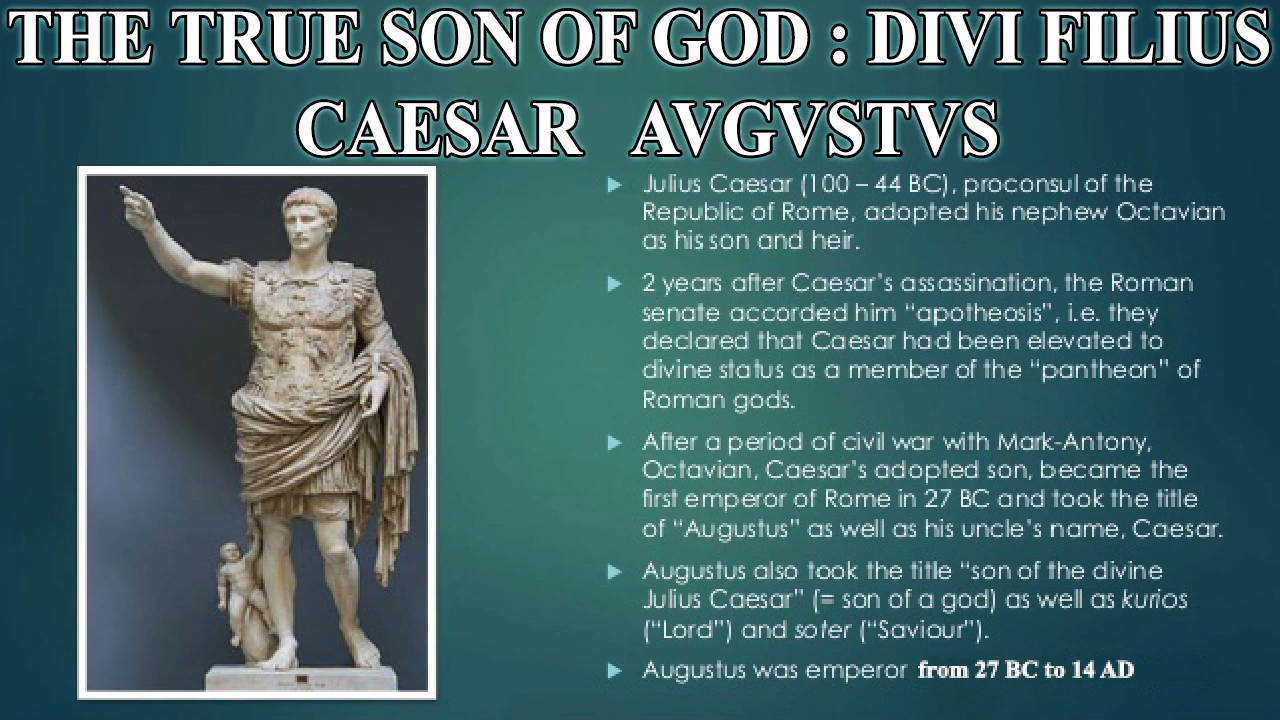 THE TRUE SON OF GOD : DIVI FILIUS
CAESAR AVGVSTVS
Julius Caesar (100 – 44 BC), proconsul of the
Republic of Rome, adopted his nephew Octavian
as his son and heir.
2 years after Caesar’s assassination, the Roman
senate accorded him “apotheosis”, i.e. they
declared that Caesar had been elevated to
divine status as a member of the “pantheon” of
Roman gods.
After a period of civil war with Mark-Antony,
Octavian, Caesar’s adopted son, became the
first emperor of Rome in 27 BC and took the title
of “Augustus” as well as his uncle’s name, Caesar.
Augustus also took the title “son of the divine
Julius Caesar” (= son of a god) as well as kurios
(“Lord”) and soter (“Saviour”).
Augustus was emperor from 27 BC to 14 AD